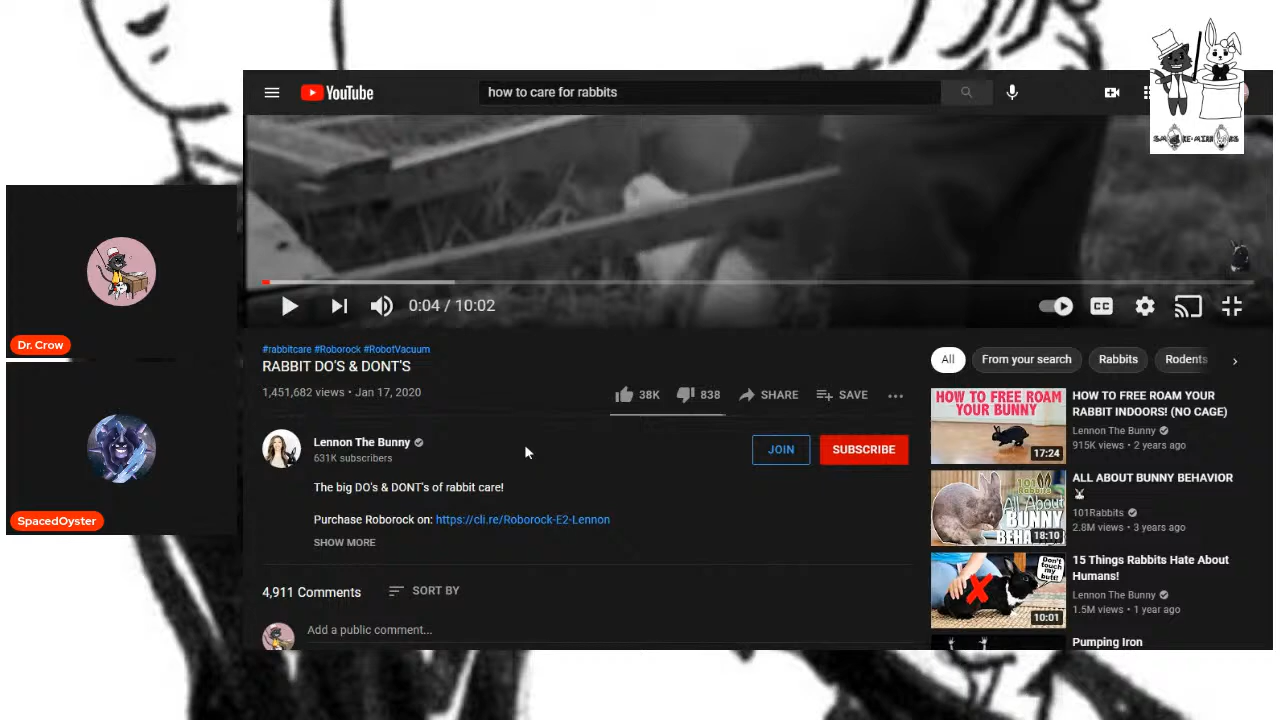 YouTube
how to care for rabbits
0:04 / 10:02
CC
#rabbitcare #Roborock #RobotVacuum
RABBIT DO'S & DONT'S
1,451,682 views • Jan 17, 2020
38K
838
SHARE
SAVE
Lennon The Bunny
631K subscribers
JOIN
SUBSCRIBE
The big DO's & DONT's of rabbit care!
Purchase Roborock on: https://cli.re/Roborock-E2-Lennon
SHOW MORE
4,911 Comments
SORT BY
Add a public comment...
All
From your search
Rabbits
Rodents
HOW TO FREE ROAM
YOUR BUNNY
17:24
HOW TO FREE ROAM YOUR
RABBIT INDOORS! (NO CAGE)
Lennon The Bunny
915K views • 2 years ago
101Rabbits
All About
BUNNY
18:10
ALL ABOUT BUNNY BEHAVIOR
101Rabbits
2.8M views • 3 years ago
Don't
touch
my
butt!
10:01
15 Things Rabbits Hate About
Humans!
Lennon The Bunny
1.5M views • 1 year ago
Pumping Iron
Dr. Crow
SpacedOyster